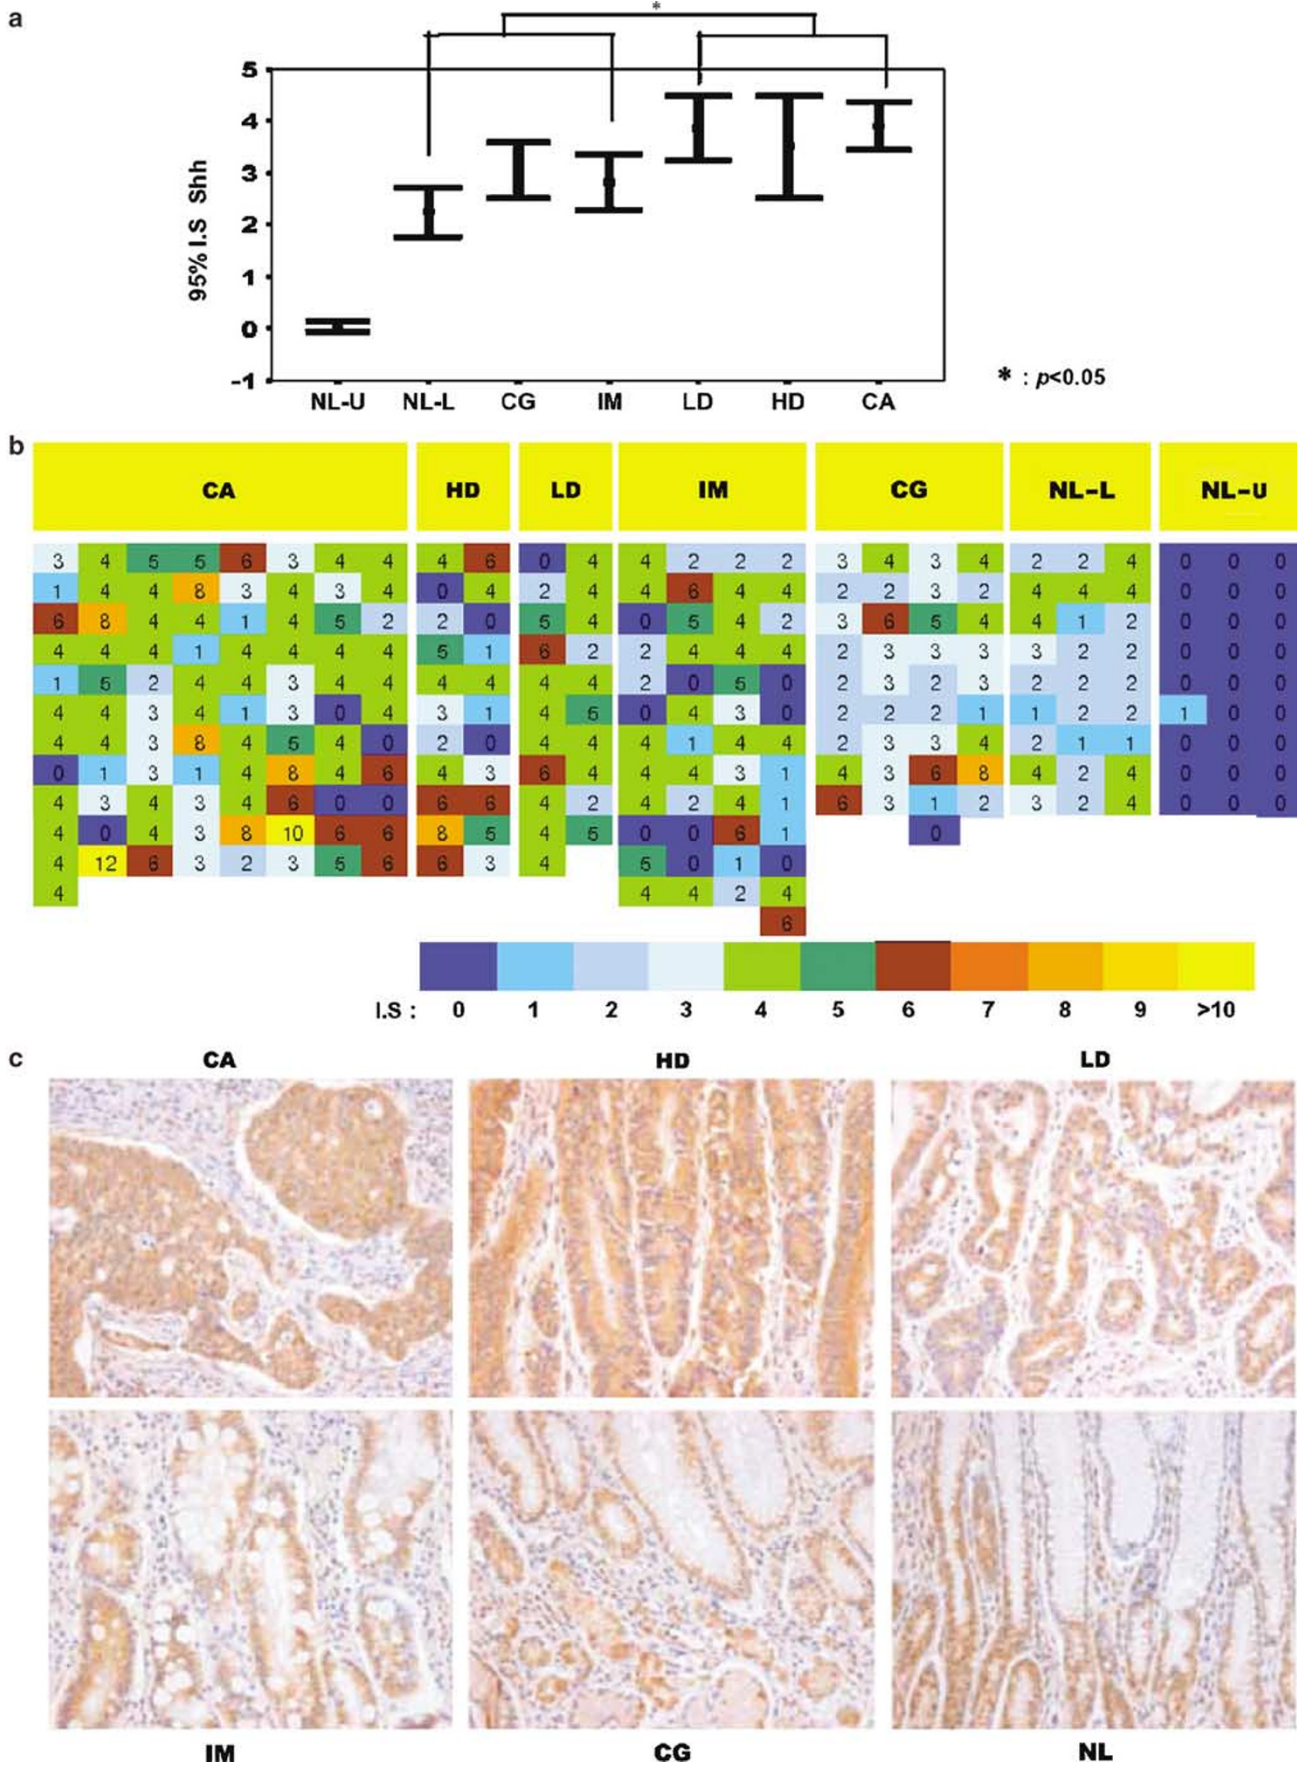 a
*
5
4
3
2
1
0
-1
95% I.S Shh
NL-U NL-L CG IM LD HD CA
* : p<0.05
b
CA HD LD IM CG NL-L NL-U
3 4 5 5 6 3 4 4 4 6 0 4 4 2 2 2 3 4 3 4 2 2 4 0 0 0
1 4 4 8 3 4 3 4 0 4 2 4 4 6 4 4 2 2 3 2 4 4 4 0 0 0
6 8 4 4 1 4 5 2 2 0 5 4 0 5 4 2 3 6 5 4 4 1 2 0 0 0
4 4 4 1 4 4 4 4 5 1 6 2 2 4 4 4 2 3 3 3 3 2 2 0 0 0
1 5 2 4 4 3 4 4 4 4 4 4 2 0 5 0 2 3 2 3 2 2 2 0 0 0
4 4 3 4 1 3 0 4 3 1 4 5 0 4 3 0 2 2 2 1 1 2 2 1 0 0
4 4 3 8 4 5 4 0 2 0 4 4 4 1 4 4 2 3 3 4 2 1 1 0 0 0
0 1 3 1 4 8 4 6 4 3 6 4 4 4 3 1 4 3 6 8 4 2 4 0 0 0
4 3 4 3 4 6 0 0 6 6 4 2 4 2 4 1 6 3 1 2 3 2 4 0 0 0
4 0 4 3 8 10 6 6 8 5 4 5 0 0 6 1 0
4 12 6 3 2 3 5 6 6 3 4 5 0 1 0
4 4 4 2 4
6
I.S : 0 1 2 3 4 5 6 7 8 9 >10
c
CA HD LD
IM CG NL